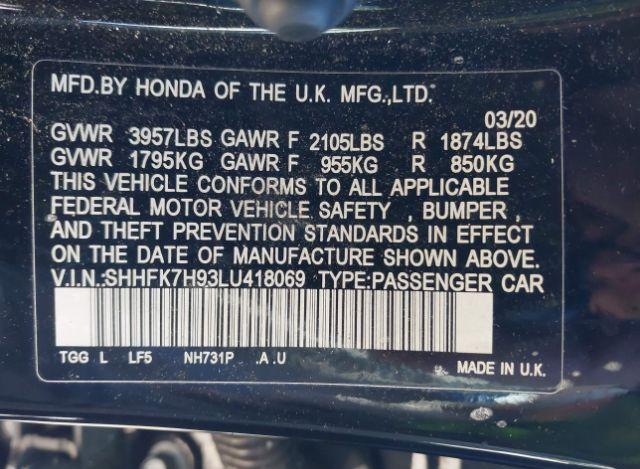 MFD.BY HONDA OF THE U.K. MFG.,LTD.
03/20
GVWR 3957LBS GAWR F 2105LBS R 1874LBS
GVWR 1795KG GAWR F 955KG R 850KG
THIS VEHICLE CONFORMS TO ALL APPLICABLE
FEDERAL MOTOR VEHICLE SAFETY , BUMPER ,
AND THEFT PREVENTION STANDARDS IN EFFECT
ON THE DATE OF MANUFACTURE SHOWN ABOVE.
V.I.N.:SHHFK7H93LU418069 TYPE:PASSENGER CAR
TGG L LF5 NH731P .A .U
MADE IN U.K.